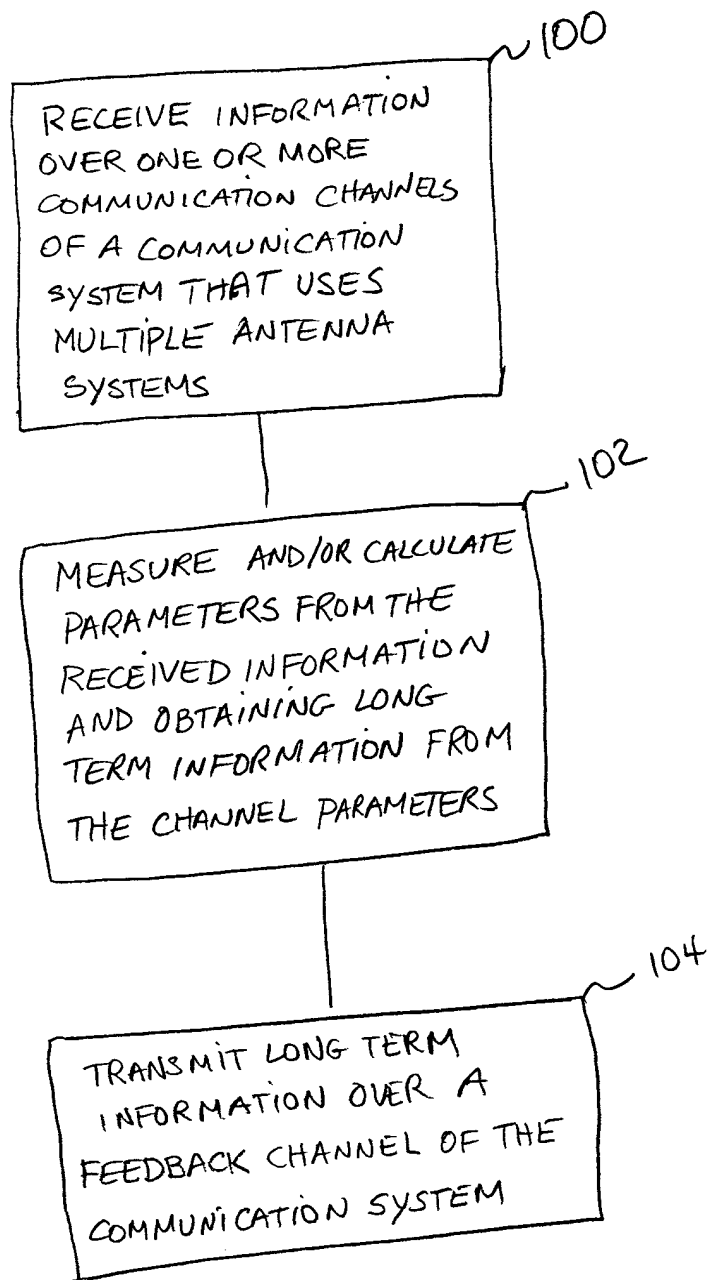 100
RECEIVE INFORMATION
OVER ONE OR MORE
COMMUNICATION CHANNELS
OF A COMMUNICATION
SYSTEM THAT USES
MULTIPLE ANTENNA
SYSTEMS
102
MEASURE AND/OR CALCULATE
PARAMETERS FROM THE
RECEIVED INFORMATION
AND OBTAINING LONG
TERM INFORMATION FROM
THE CHANNEL PARAMETERS
104
TRANSMIT LONG TERM
INFORMATION OVER A
FEEDBACK CHANNEL OF THE
COMMUNICATION SYSTEM